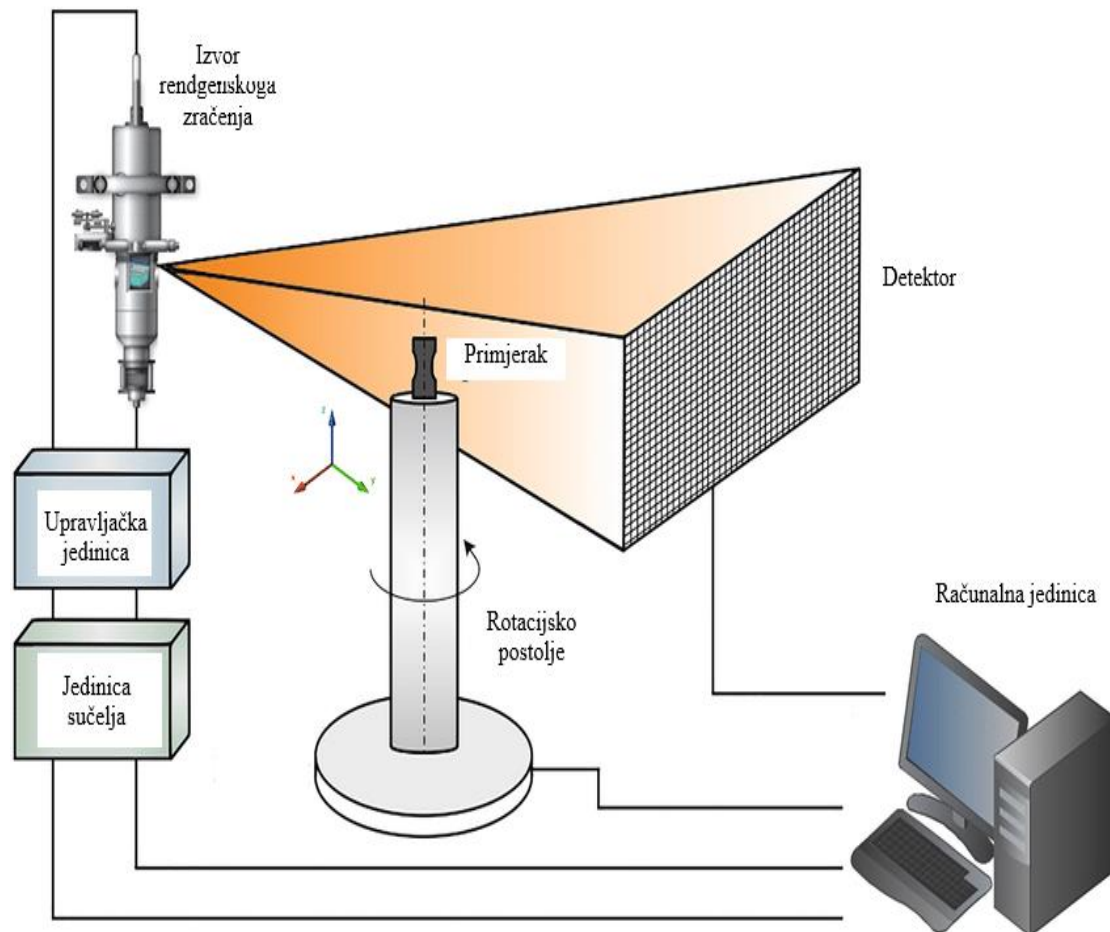 Izvor
rendgenskoga
zračenja
Detektor
Primjerak
z
x
y
Upravljačka
jedinica
Računalna jedinica
Rotacijsko
postolje
Jedinica
sučelja